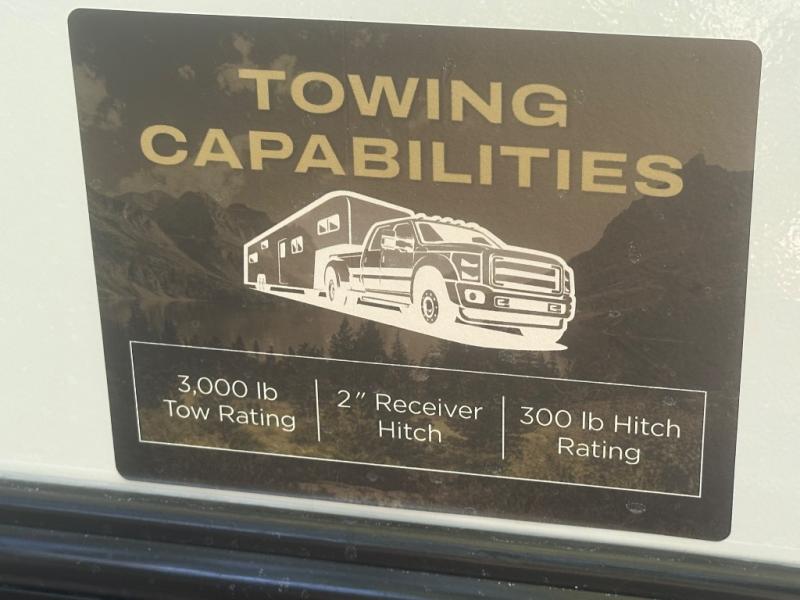 TOWING
CAPABILITIES
3,000 lb
Tow Rating
2" Receiver
Hitch
300 lb Hitch
Rating